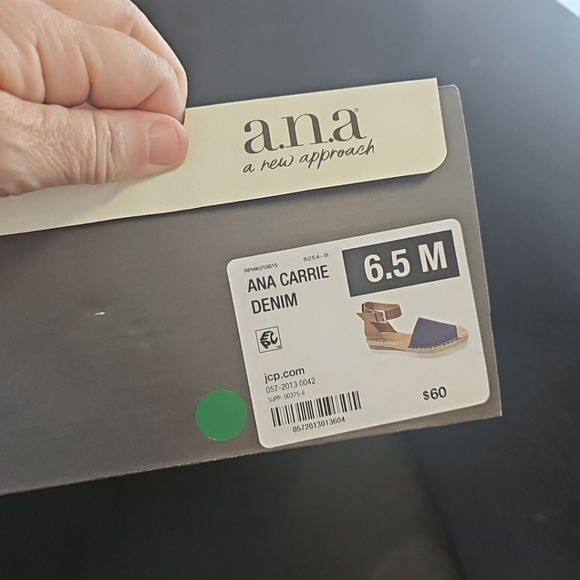 a.n.a®
a new approach
RPHK010015 8254-B
ANA CARRIE
DENIM
6.5 M
EPC
jcp.com
057-2013 0042
SUPP. 00375-6
$60
0572013013604